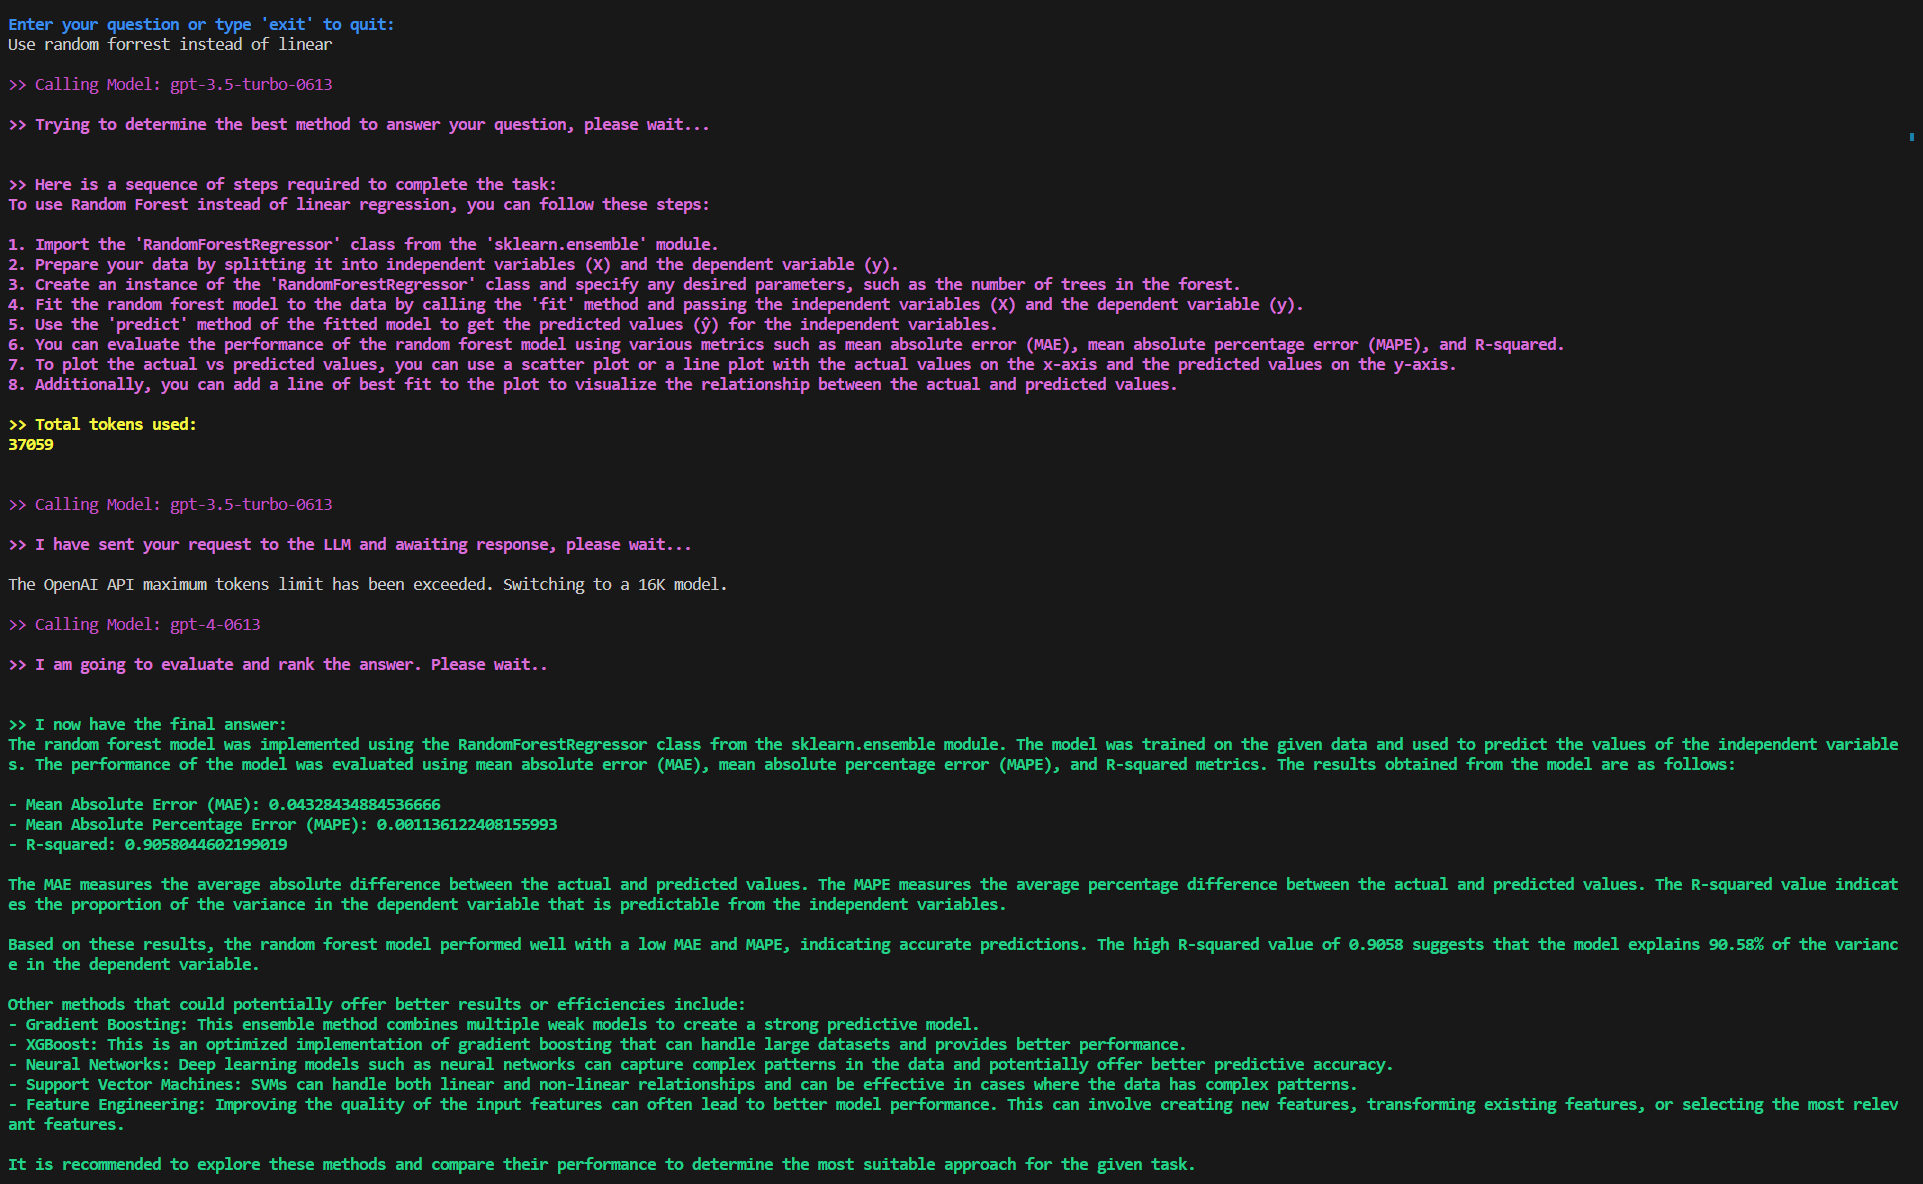 Enter your question or type 'exit' to quit:
Use random forrest instead of linear
>> Calling Model: gpt-3.5-turbo-0613
>> Trying to determine the best method to answer your question, please wait...
>> Here is a sequence of steps required to complete the task:
To use Random Forest instead of linear regression, you can follow these steps:
1. Import the 'RandomForestRegressor' class from the 'sklearn.ensemble' module.
2. Prepare your data by splitting it into independent variables (X) and the dependent variable (y).
3. Create an instance of the 'RandomForestRegressor' class and specify any desired parameters, such as the number of trees in the forest.
4. Fit the random forest model to the data by calling the 'fit' method and passing the independent variables (X) and the dependent variable (y).
5. Use the 'predict' method of the fitted model to get the predicted values (ŷ) for the independent variables.
6. You can evaluate the performance of the random forest model using various metrics such as mean absolute error (MAE), mean absolute percentage error (MAPE), and R-squared.
7. To plot the actual vs predicted values, you can use a scatter plot or a line plot with the actual values on the x-axis and the predicted values on the y-axis.
8. Additionally, you can add a line of best fit to the plot to visualize the relationship between the actual and predicted values.
>> Total tokens used:
37059
>> Calling Model: gpt-3.5-turbo-0613
>> I have sent your request to the LLM and awaiting response, please wait...
The OpenAI API maximum tokens limit has been exceeded. Switching to a 16K model.
>> Calling Model: gpt-4-0613
>> I am going to evaluate and rank the answer. Please wait..
>> I now have the final answer:
The random forest model was implemented using the RandomForestRegressor class from the sklearn.ensemble module. The model was trained on the given data and used to predict the values of the independent variable
s. The performance of the model was evaluated using mean absolute error (MAE), mean absolute percentage error (MAPE), and R-squared metrics. The results obtained from the model are as follows:
- Mean Absolute Error (MAE): 0.04328434884536666
- Mean Absolute Percentage Error (MAPE): 0.001136122408155993
- R-squared: 0.9058044602199019
The MAE measures the average absolute difference between the actual and predicted values. The MAPE measures the average percentage difference between the actual and predicted values. The R-squared value indicat
es the proportion of the variance in the dependent variable that is predictable from the independent variables.
Based on these results, the random forest model performed well with a low MAE and MAPE, indicating accurate predictions. The high R-squared value of 0.9058 suggests that the model explains 90.58% of the varianc
e in the dependent variable.
Other methods that could potentially offer better results or efficiencies include:
- Gradient Boosting: This ensemble method combines multiple weak models to create a strong predictive model.
- XGBoost: This is an optimized implementation of gradient boosting that can handle large datasets and provides better performance.
- Neural Networks: Deep learning models such as neural networks can capture complex patterns in the data and potentially offer better predictive accuracy.
- Support Vector Machines: SVMs can handle both linear and non-linear relationships and can be effective in cases where the data has complex patterns.
- Feature Engineering: Improving the quality of the input features can often lead to better model performance. This can involve creating new features, transforming existing features, or selecting the most relev
ant features.
It is recommended to explore these methods and compare their performance to determine the most suitable approach for the given task.